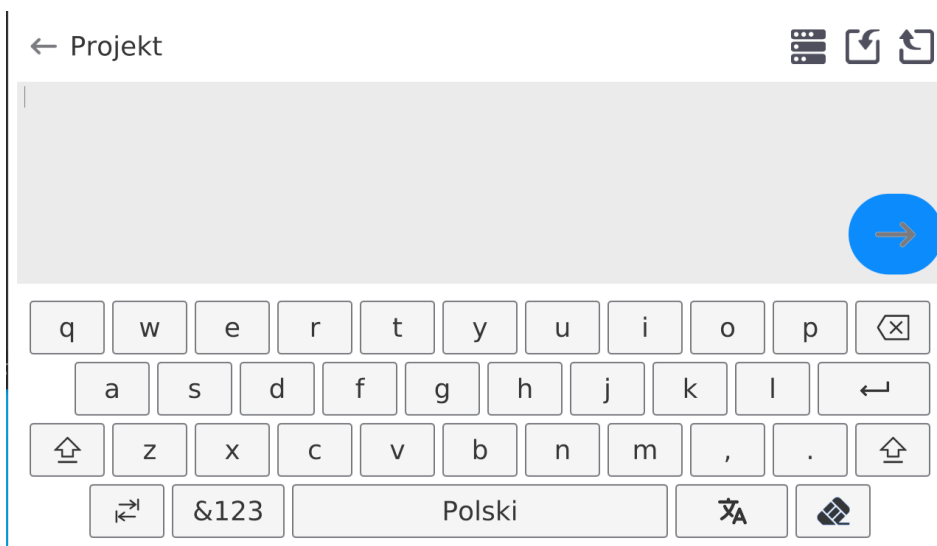 Projekt
q w e r t y u i o p
a s d f g h j k l
z x c v b n m , .
&123 Polski